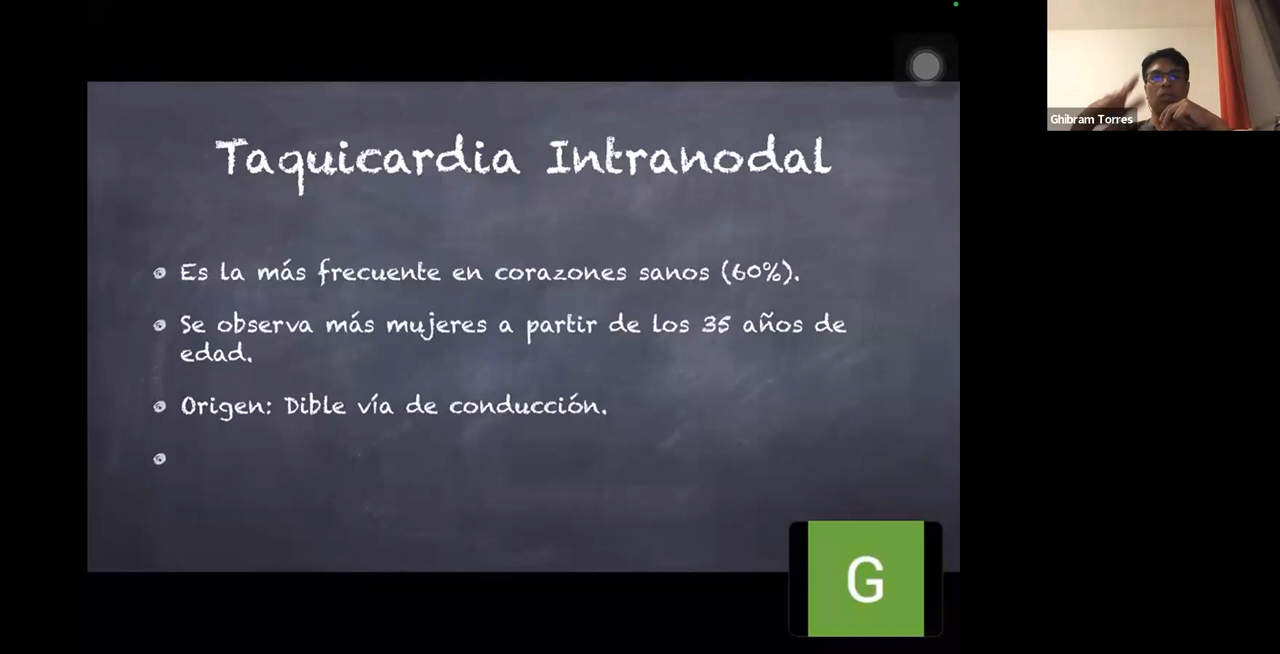 Taquicardia Intranodal
Es la más frecuente en corazones sanos (60%).
Se observa más mujeres a partir de los 35 años de
edad.
Origen: Dible vía de conducción.
G
Ghibram Torres